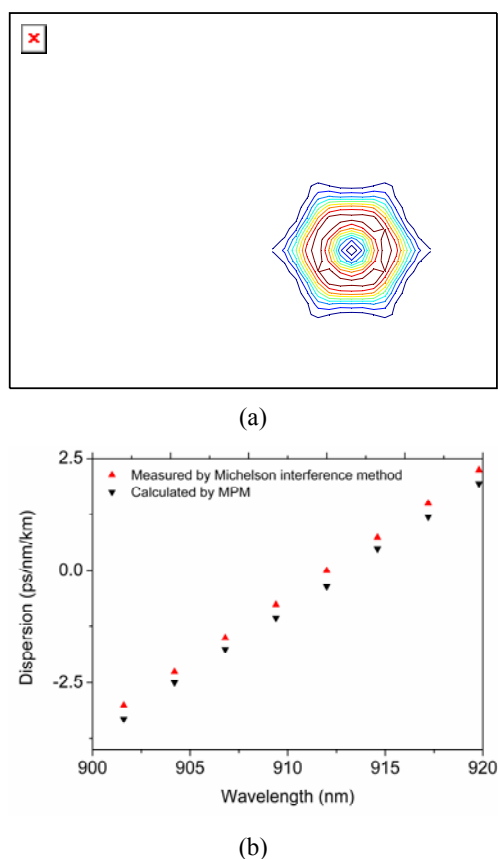 (a)
2.5
0.0
-2.5
Dispersion (ps/nm/km)
Measured by Michelson interference method
Calculated by MPM
900 905 910 915 920
Wavelength (nm)
(b)